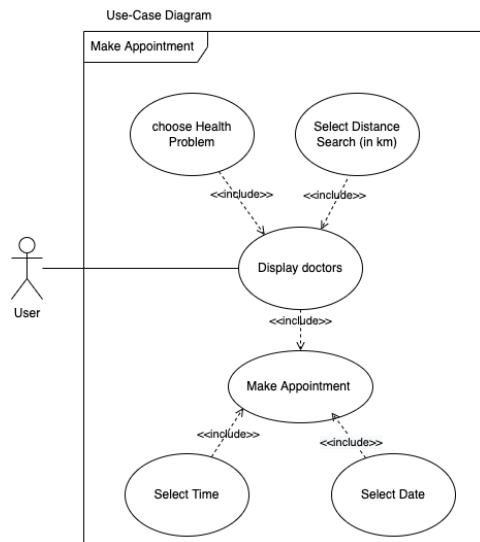 Use-Case Diagram
Make Appointment
choose Health
Problem
Select Distance
Search (in km)
<<include>>
<<include>>
Display doctors
User
<<include>>
Make Appointment
<<include>>
<<include>>
Select Time
Select Date